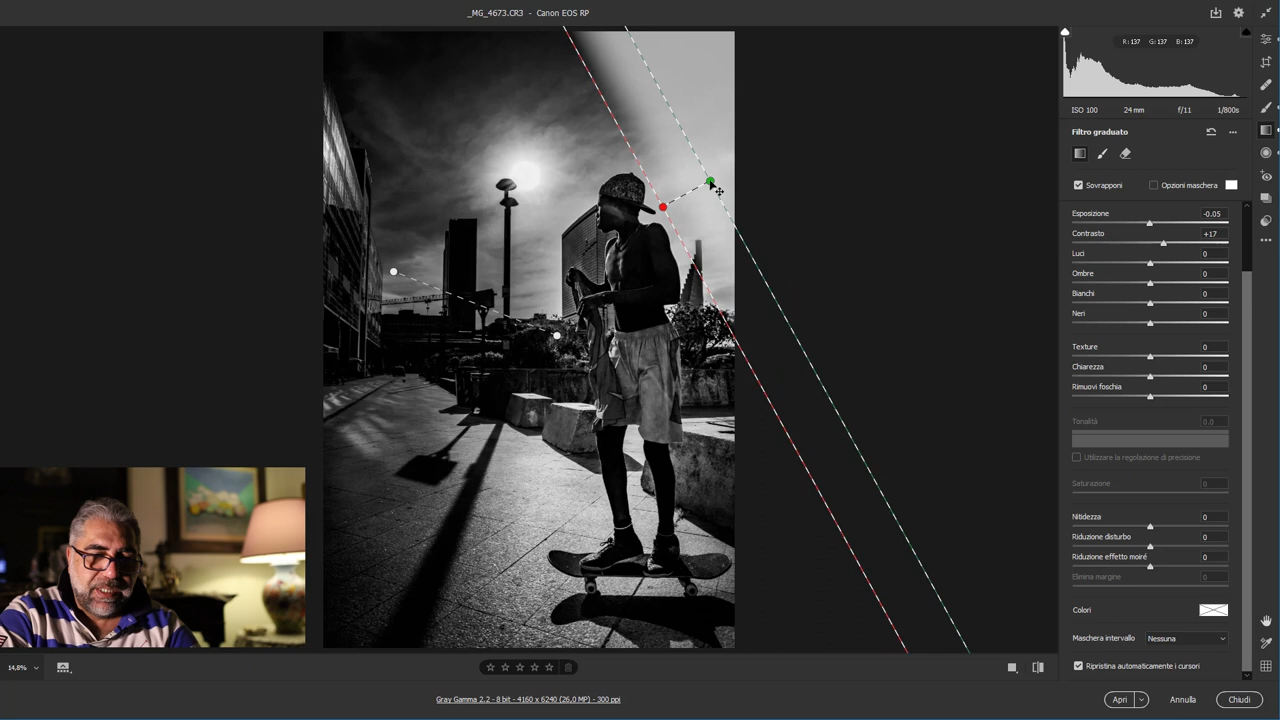 _MG_4673.CR3 - Canon EOS RP
R: 137 G: 137 B: 137
ISO 100 24 mm f/11 1/800s
Filtro graduato
Sovrapponi Opzioni maschera
Esposizione -0.05
Contrasto +17
Luci 0
Ombre 0
Bianchi 0
Neri 0
Texture 0
Chiarezza 0
Rimuovi foschia 0
Tonalità 0.0
Utilizzare la regolazione di precisione
Saturazione 0
Nitidezza 0
Riduzione disturbo 0
Riduzione effetto moiré 0
Elimina margine 0
Colori
Maschera intervallo Nessuna
14,8% Ripristina automaticamente i cursori
Gray Gamma 2.2 - 8 bit - 4160 x 6240 (26,0 MP) - 300 ppi Apri Annulla Chiudi